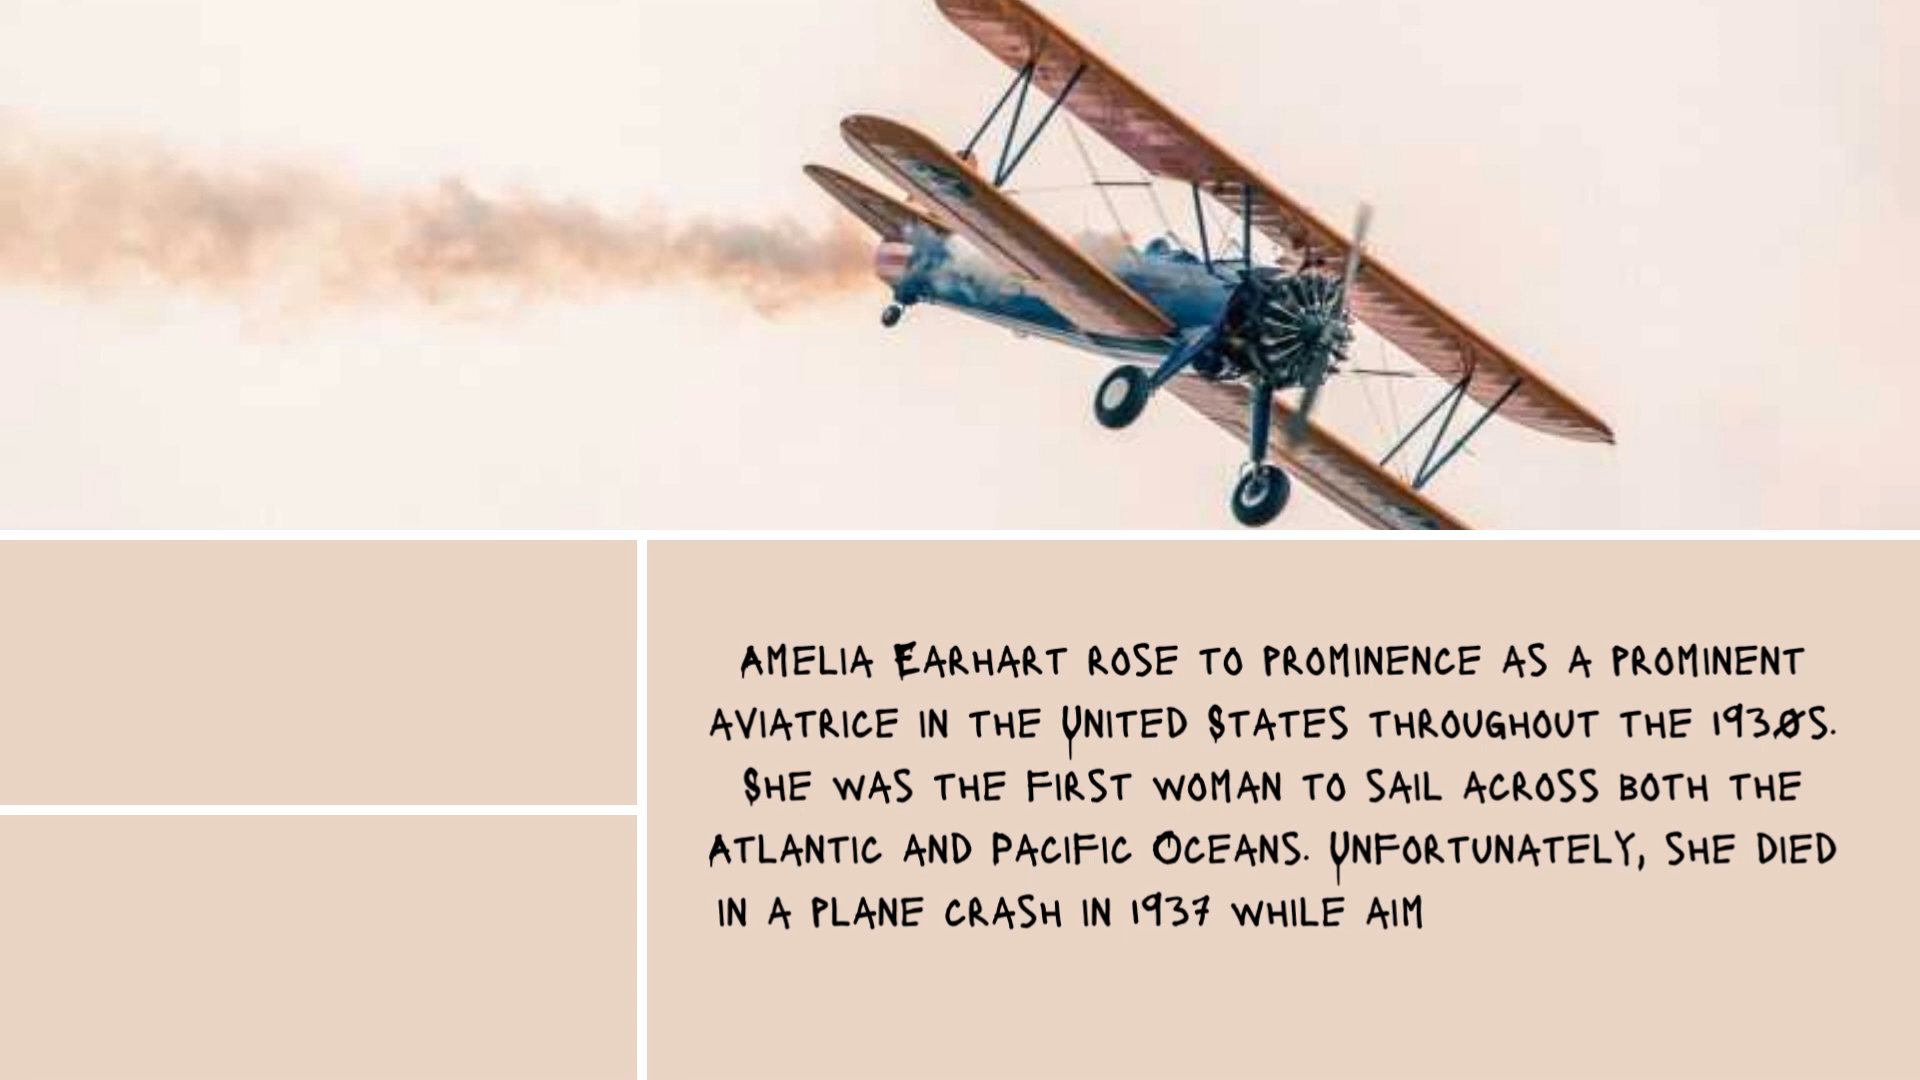 AMELIA EARHART ROSE TO PROMINENCE AS A PROMINENT
AVIATRICE IN THE UNITED STATES THROUGHOUT THE 1930S.
SHE WAS THE FIRST WOMAN TO SAIL ACROSS BOTH THE
ATLANTIC AND PACIFIC OCEANS. UNFORTUNATELY, SHE DIED
IN A PLANE CRASH IN 1937 WHILE AIM